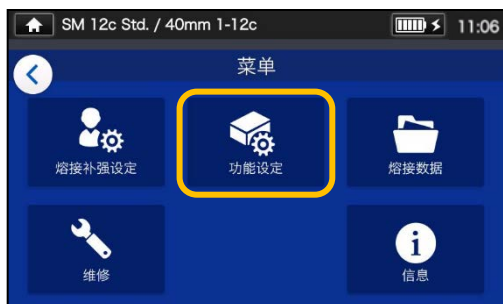 SM 12c Std. / 40mm 1-12c
11:06
菜单
熔接补强设定
功能设定
熔接数据
维修
信息